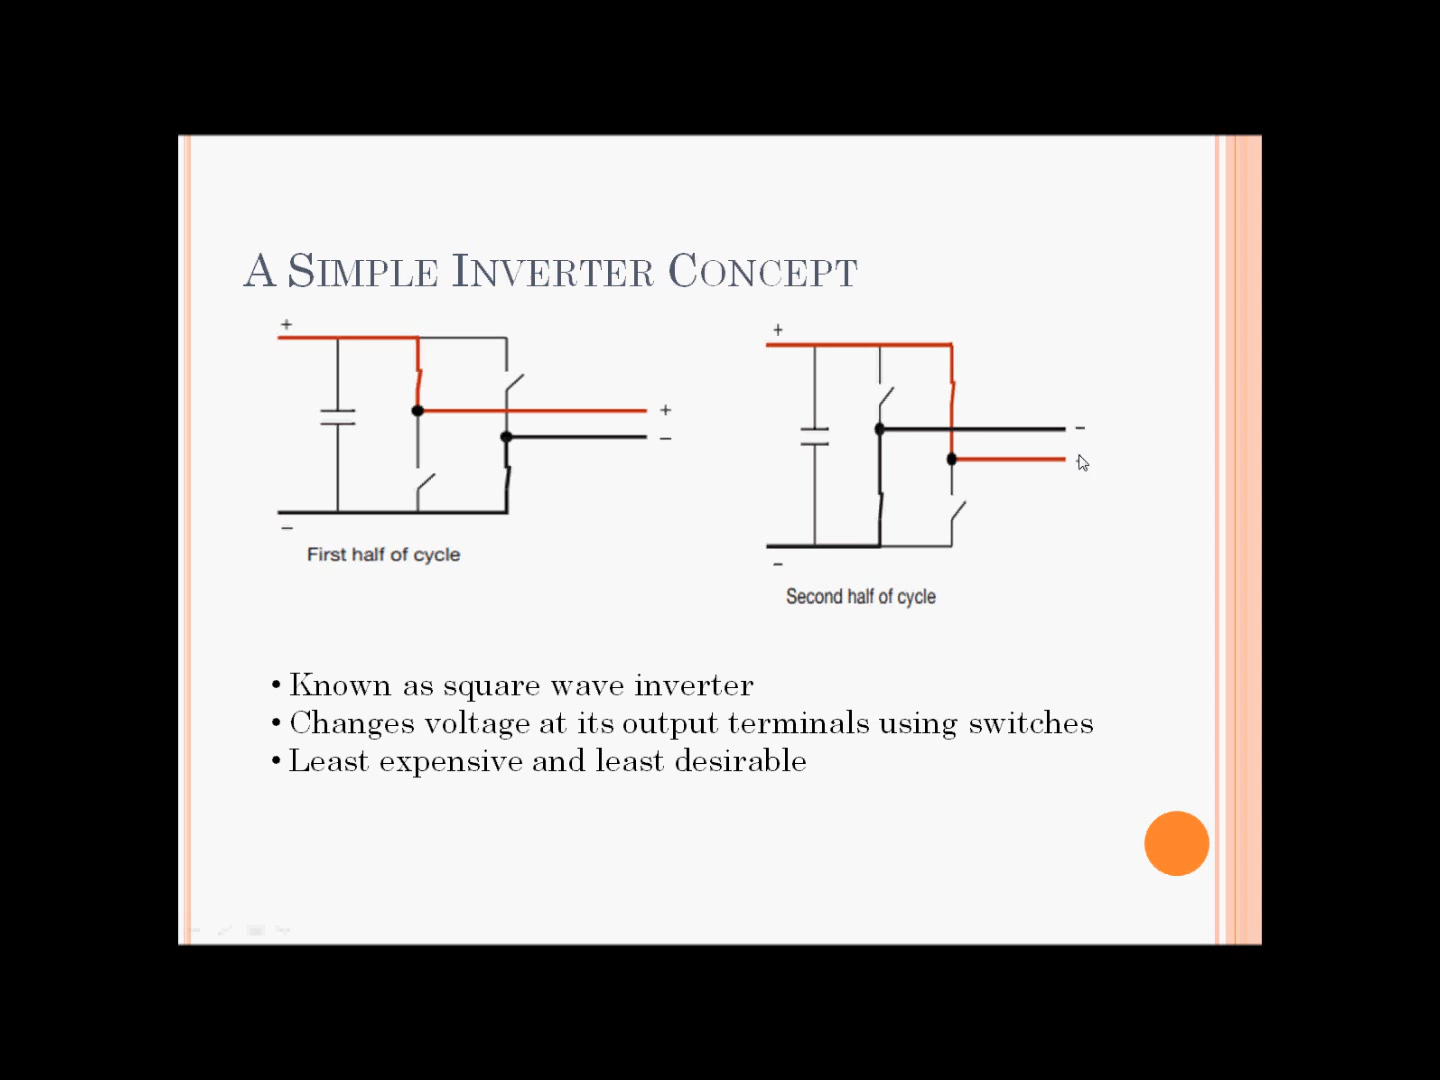 A SIMPLE INVERTER CONCEPT
+
+
−
−
First half of cycle
+
−
−
Second half of cycle
• Known as square wave inverter
• Changes voltage at its output terminals using switches
• Least expensive and least desirable